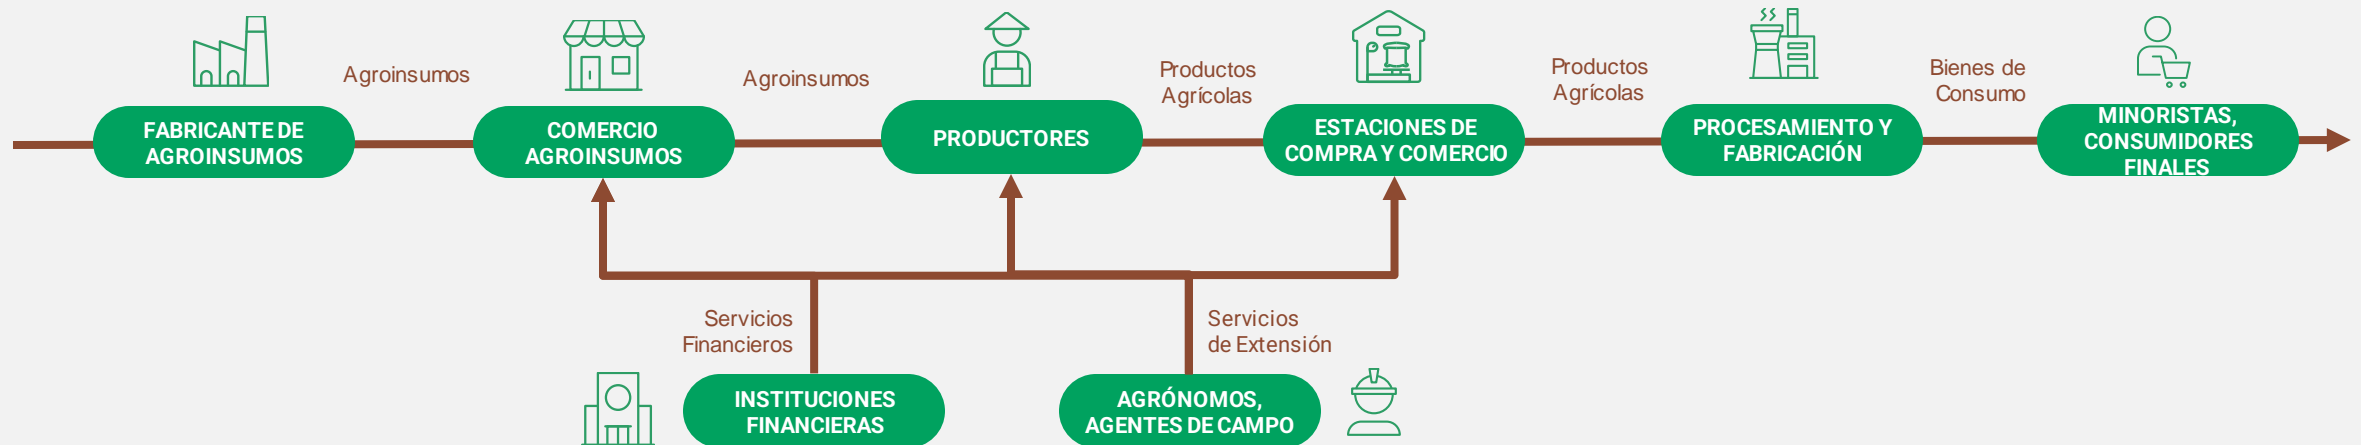 Agroinsumos
Agroinsumos
Productos
Agrícolas
Productos
Agrícolas
Bienes de
Consumo
FABRICANTE DE
AGROINSUMOS
COMERCIO
AGROINSUMOS
PRODUCTORES
ESTACIONES DE
COMPRA Y COMERCIO
PROCESAMIENTO Y
FABRICACIÓN
MINORISTAS,
CONSUMIDORES
FINALES
Servicios
Financieros
Servicios
de Extensión
INSTITUCIONES
FINANCIERAS
AGRÓNOMOS,
AGENTES DE CAMPO